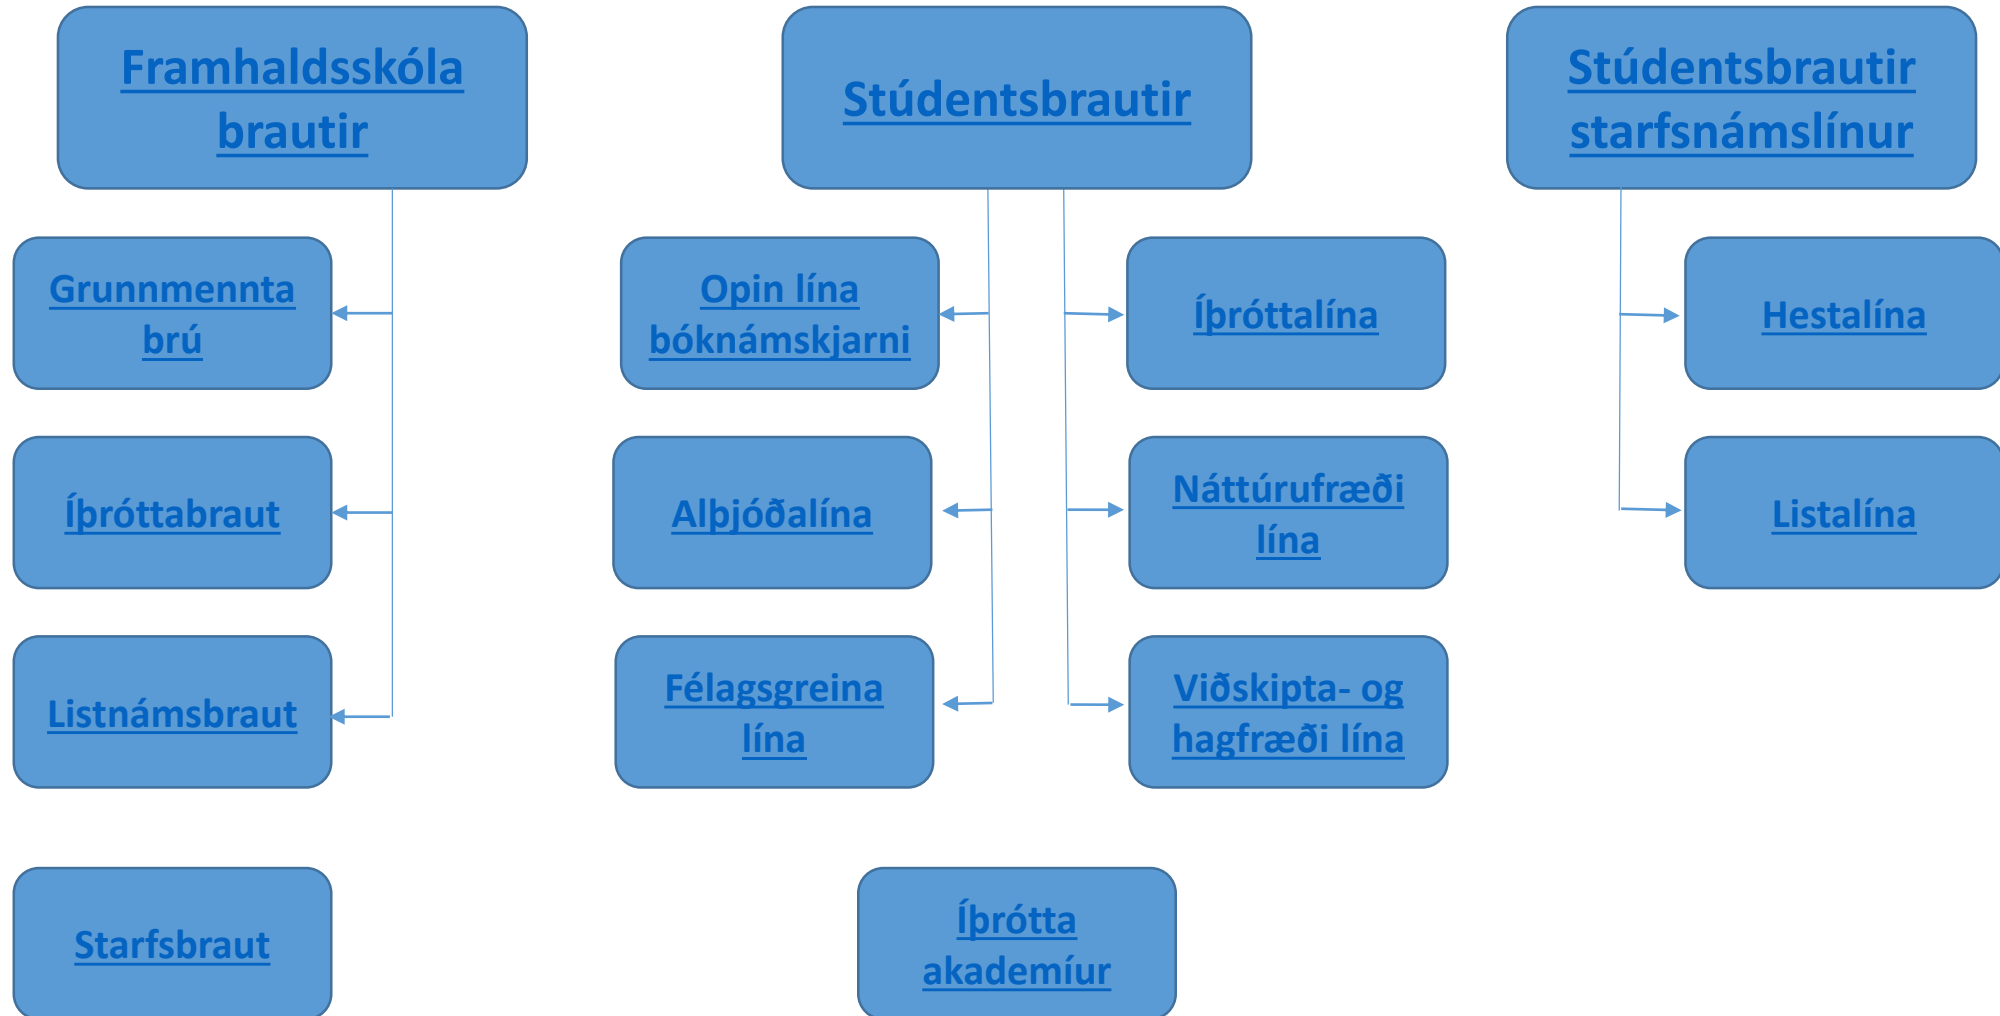 Framhaldsskóla
brautir
Stúdentsbrautir
Stúdentsbrautir
starfsnámslínur
Grunnmennta
brú
Opin lína
bóknámskjarni
Íþróttalína
Hestalína
Íþróttabraut
Alþjóðalína
Náttúrufræði
lína
Listalína
Listnámsbraut
Félagsgreina
lína
Viðskipta- og
hagfræði lína
Starfsbraut
Íþrótta
akademíur